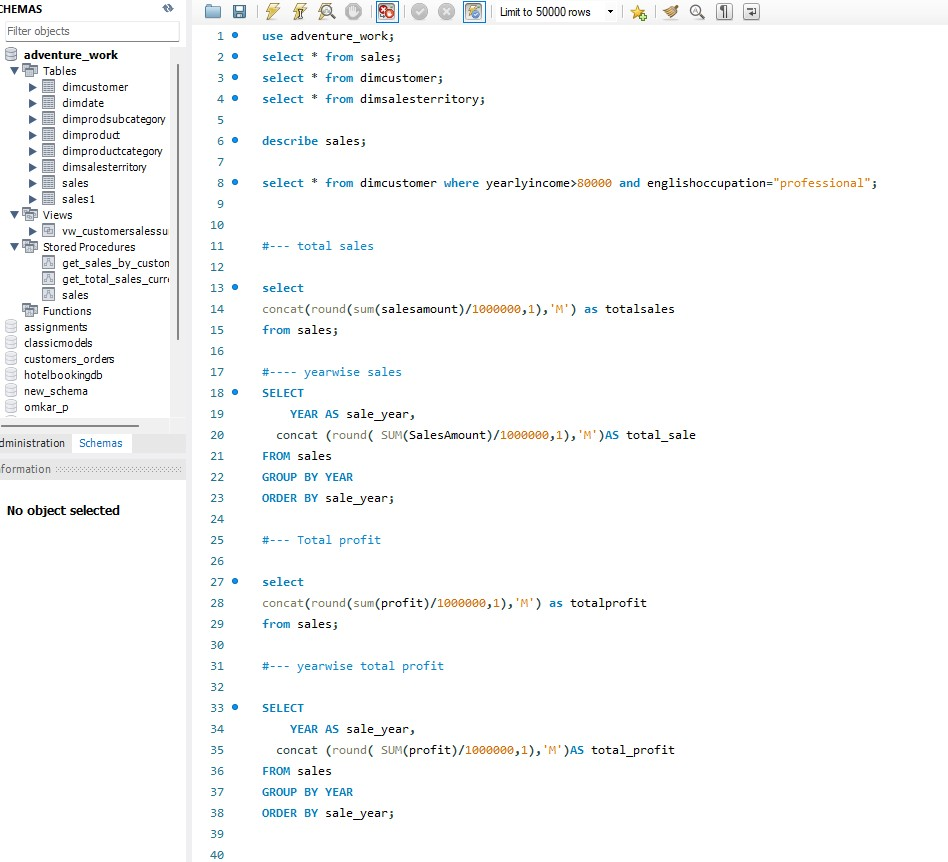 CHEMAS
Filter objects
adventure_work
Tables
dimcustomer
dimdate
dimprodsubcategory
dimproduct
dimproductcategory
dimsalesterritory
sales
sales1
Views
vw_customersalessu
Stored Procedures
get_sales_by_custon
get_total_sales_curr
sales
Functions
assignments
classicmodels
customers_orders
hotelbookingdb
new_schema
omkar_p
dministration Schemas
formation
No object selected
Limit to 50000 rows
1 use adventure_work;
2 select * from sales;
3 select * from dimcustomer;
4 select * from dimsalesterritory;
5
6 describe sales;
7
8 select * from dimcustomer where yearlyincome>80000 and englishoccupation="professional";
9
10
11 #--- total sales
12
13 select
14 concat(round(sum(salesamount)/1000000,1),'M') as totalsales
15 from sales;
16
17 #---- yearwise sales
18 SELECT
19 YEAR AS sale_year,
20 concat (round( SUM(SalesAmount)/1000000,1),'M')AS total_sale
21 FROM sales
22 GROUP BY YEAR
23 ORDER BY sale_year;
24
25 #--- Total profit
26
27 select
28 concat(round(sum(profit)/1000000,1),'M') as totalprofit
29 from sales;
30
31 #--- yearwise total profit
32
33 SELECT
34 YEAR AS sale_year,
35 concat (round( SUM(profit)/1000000,1),'M')AS total_profit
36 FROM sales
37 GROUP BY YEAR
38 ORDER BY sale_year;
39
40